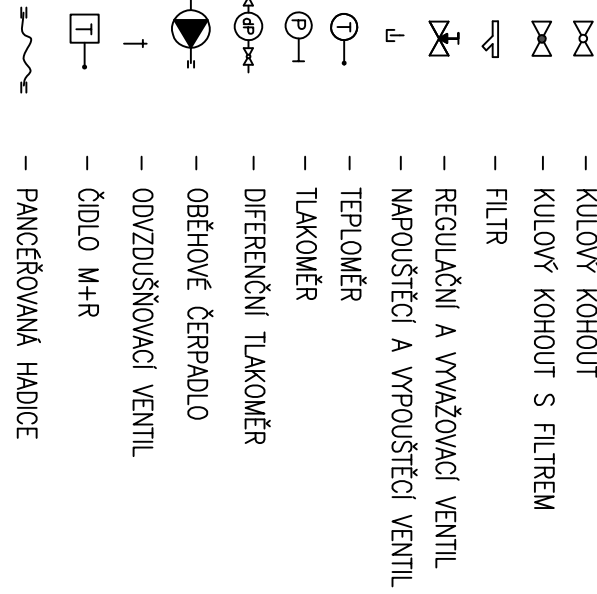 - KULOVÝ KOHOUT
- KULOVÝ KOHOUT S FILTREM
- FILTR
- REGULAČNÍ A VYVAŽOVACÍ VENTIL
- NAPOUŠTĚCÍ A VYPOUŠTĚCÍ VENTIL
T - TEPLOMĚR
P - TLAKOMĚR
dP - DIFERENČNÍ TLAKOMĚR
- OBĚHOVÉ ČERPADLO
- ODVZDUŠŇOVACÍ VENTIL
T - ČIDLO M+R
- PANCÉŘOVANÁ HADICE